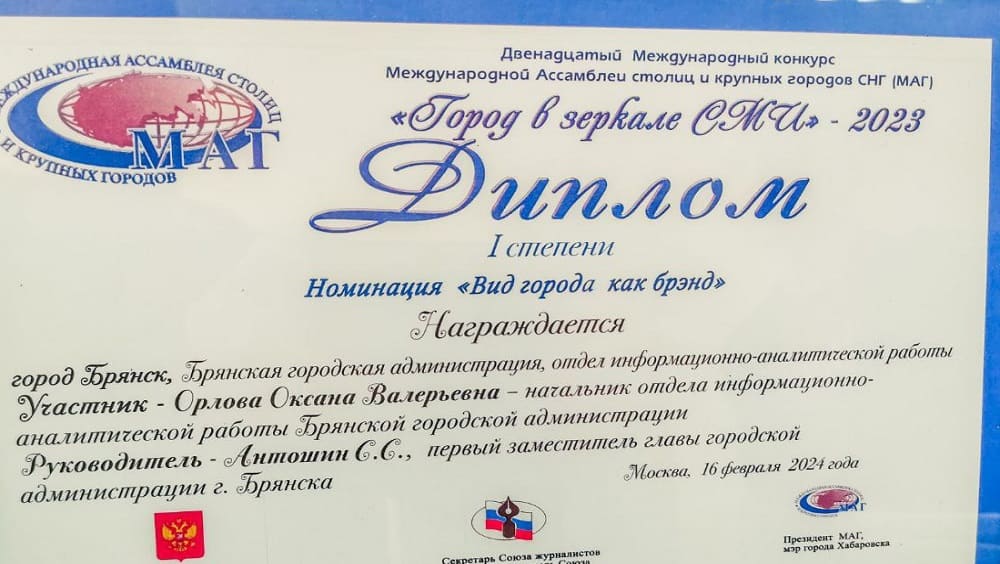 МЕЖДУНАРОДНАЯ АССАМБЛЕЯ СТОЛИЦ
И КРУПНЫХ ГОРОДОВ
МАГ
Двенадцатый Международный конкурс
Международной Ассамблеи столиц и крупных городов СНГ (МАГ)
«Город в зеркале СМИ» - 2023
Диплом
I степени
Номинация «Вид города как брэнд»
Награждается
город Брянск, Брянская городская администрация, отдел информационно-аналитической работы
Участник - Орлова Оксана Валерьевна – начальник отдела информационно-
аналитической работы Брянской городской администрации
Руководитель - Антошин С.С., первый заместитель главы городской
администрации г. Брянска
Москва, 16 февраля 2024 года
МАГ
Секретарь Союза журналистов
Союза
Президент МАГ,
мэр города Хабаровска